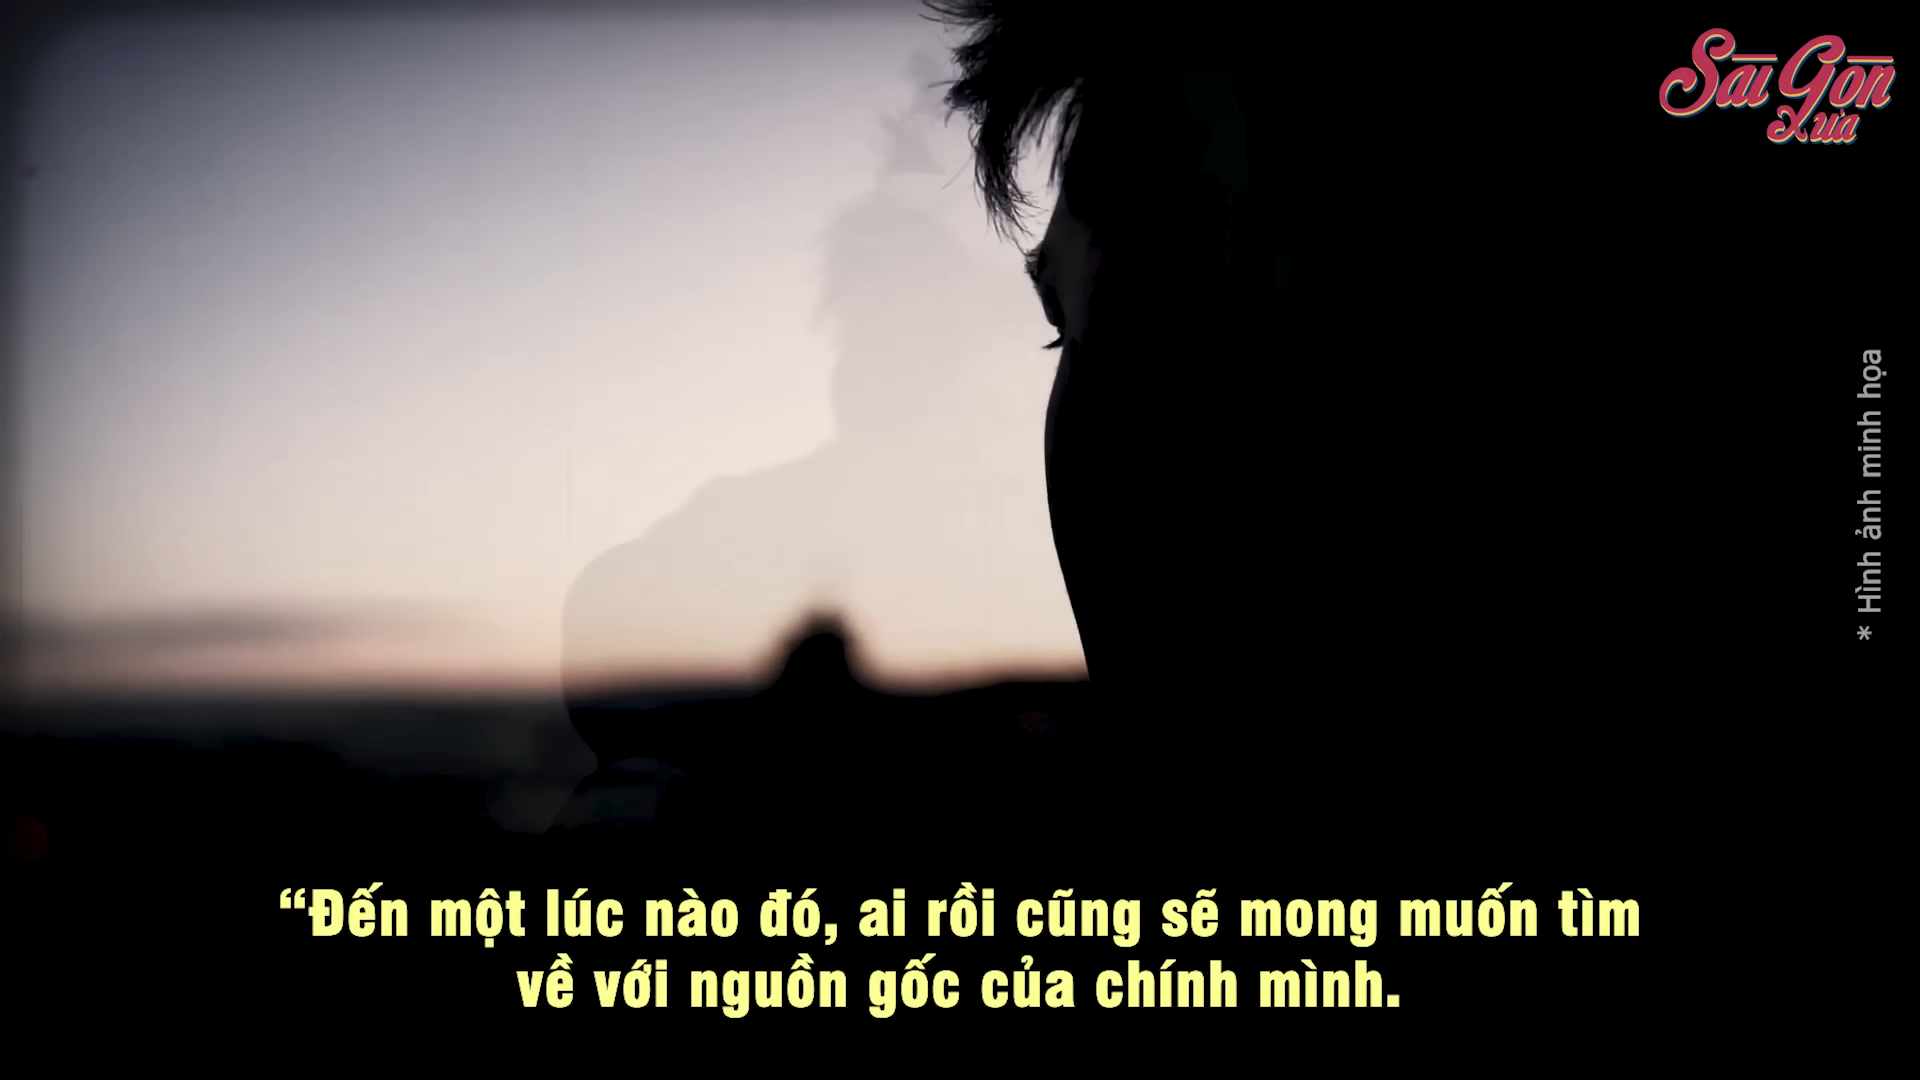 Sài Gòn
Xưa
* Hình ảnh minh họa
“Đến một lúc nào đó, ai rồi cũng sẽ mong muốn tìm
về với nguồn gốc của chính mình.